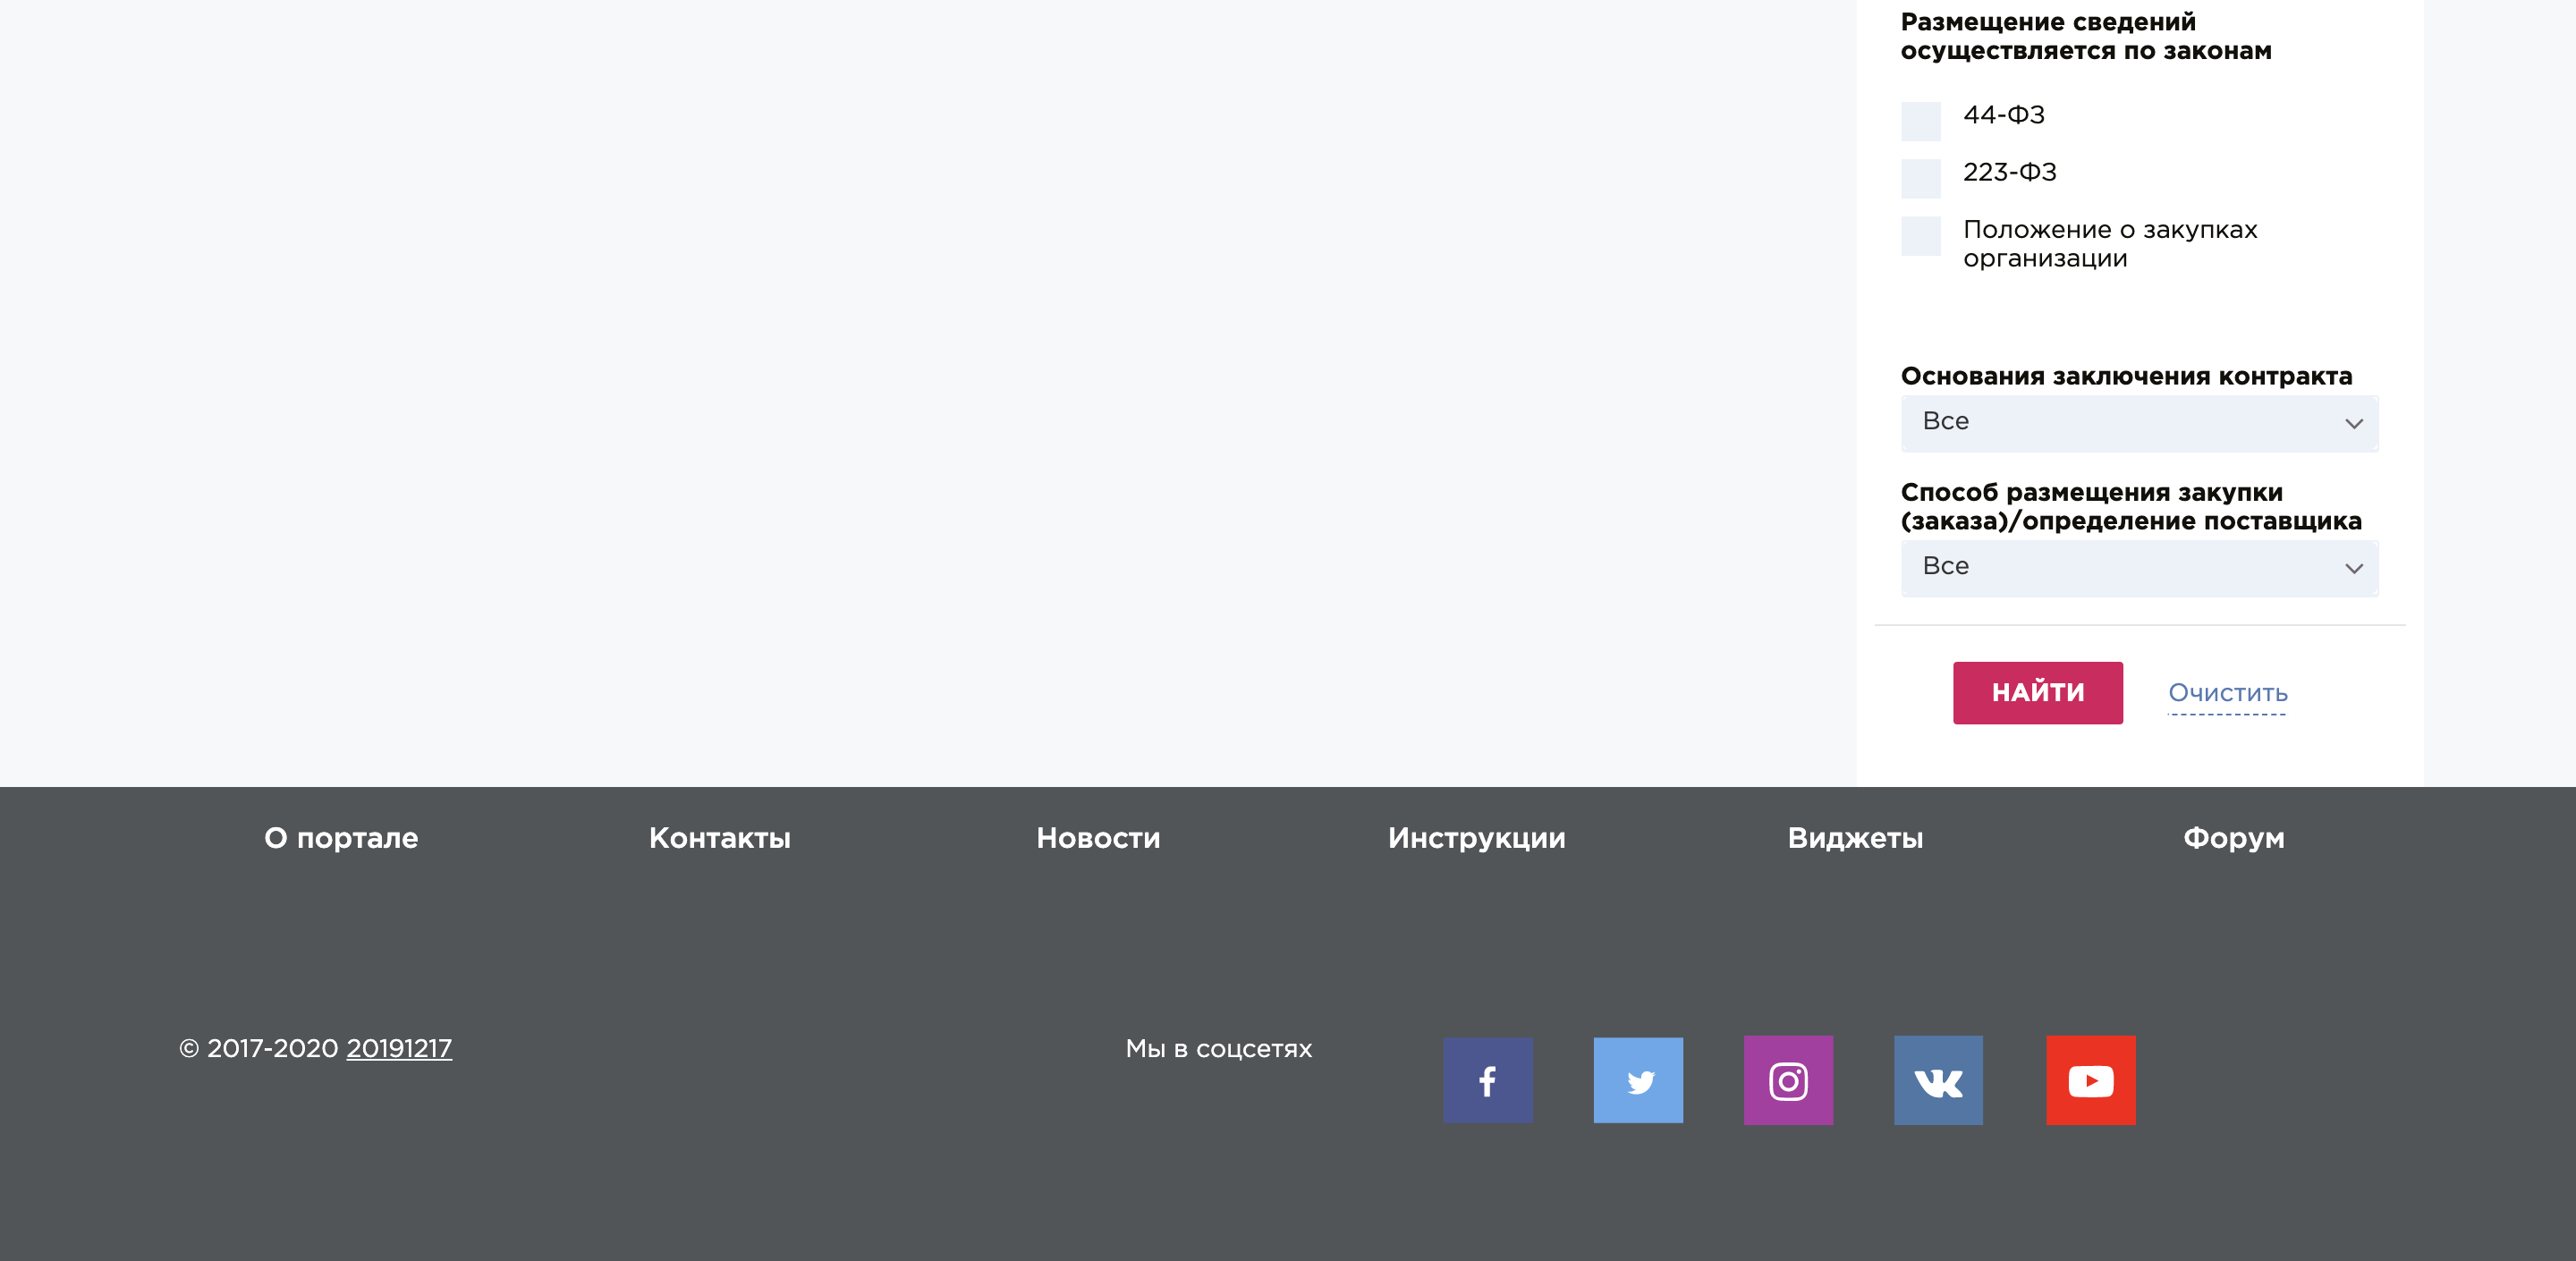 Размещение сведений
осуществляется по законам
44-ФЗ
223-ФЗ
Положение о закупках
организации
Основания заключения контракта
Все
Способ размещения закупки
(заказа)/определение поставщика
Все
НАЙТИ Очистить
О портале Контакты Новости Инструкции Виджеты Форум
© 2017-2020 20191217 Мы в соцсетях